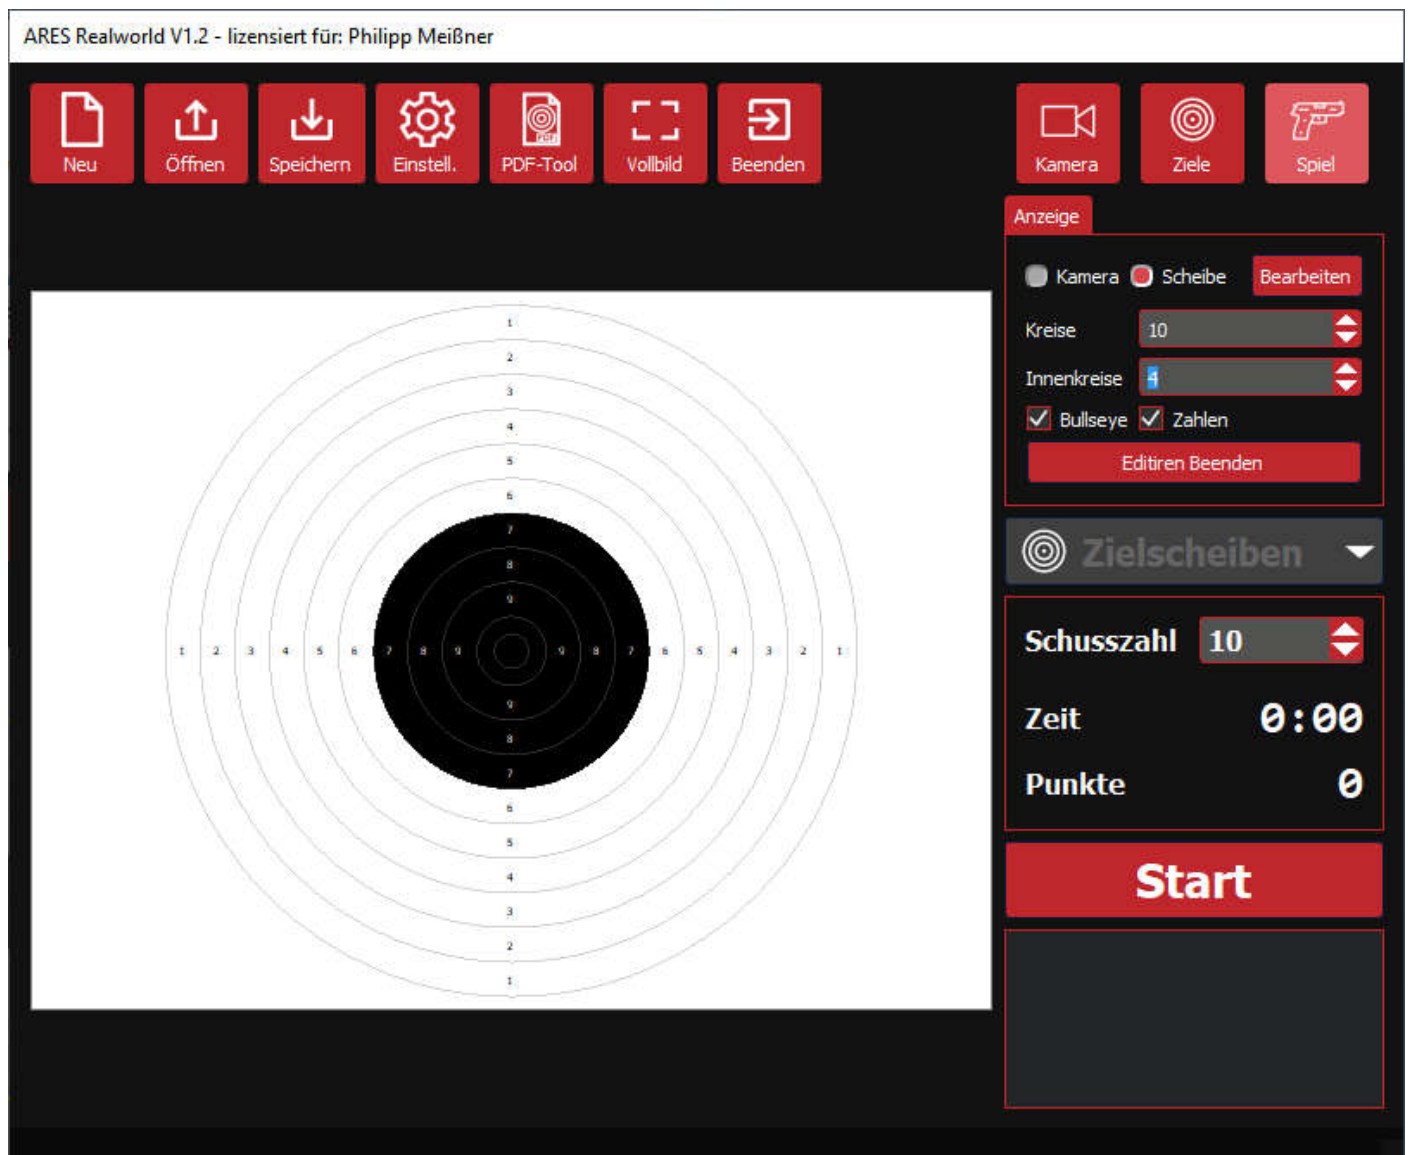 ARES Realworld V1.2 - lizensiert für: Philipp Meißner
Neu
Öffnen
Speichern
Einstell.
PDF
PDF-Tool
Vollbild
Beenden
Kamera
Ziele
Spiel
Anzeige
Kamera Scheibe Bearbeiten
Kreise 10
Innenkreise 4
Bullseye Zahlen
Editiren Beenden
Zielscheiben
Schusszahl 10
Zeit 0:00
Punkte 0
Start
1
2
3
4
5
6
7
8
9
1 2 3 4 5 6 7 8 9 9 8 7 6 5 4 3 2 1
9
8
7
6
5
4
3
2
1